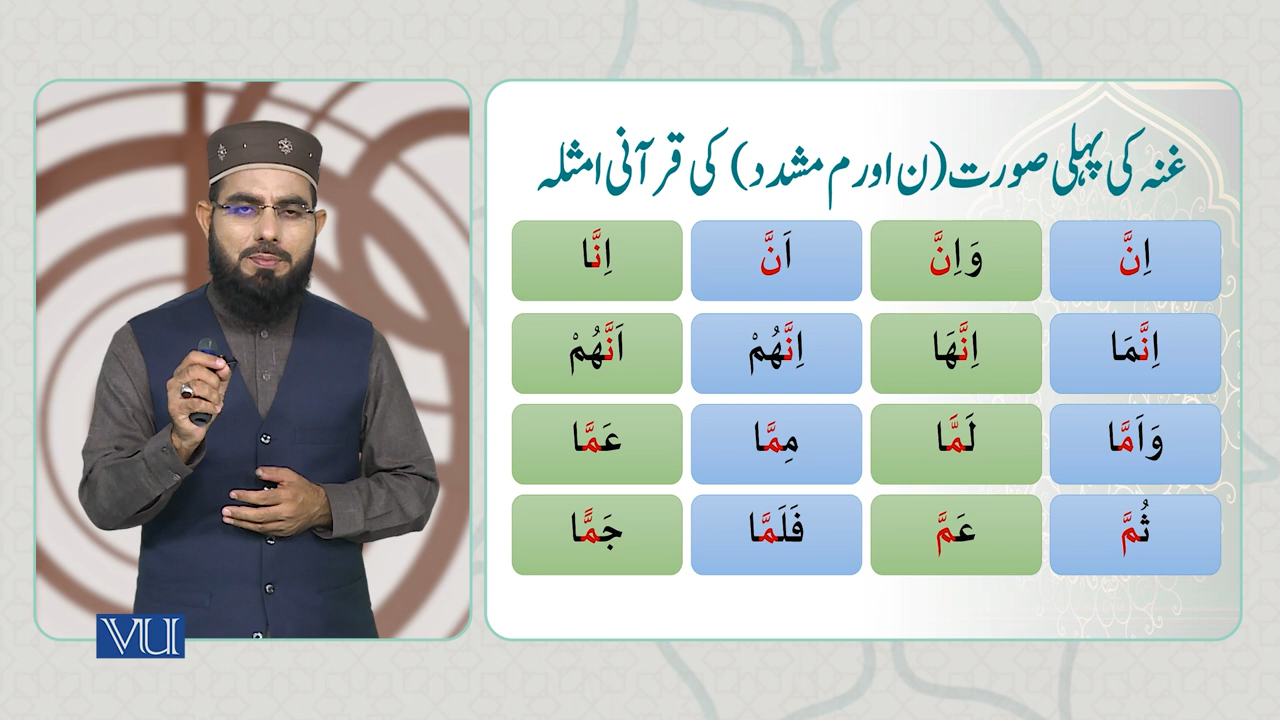 غنہ کی پہلی صورت (ن اور م مشدد) کی قرآنی امثلہ
اِنَّ وَاِنَّ اَنَّ اِنَّا
اِنَّمَا اِنَّهَا اِنَّهُمْ اَنَّهُمْ
وَاَمَّا لَمَّا مِمَّا عَمَّا
ثُمَّ عَمَّ فَلَمَّا جَمًّا
VU